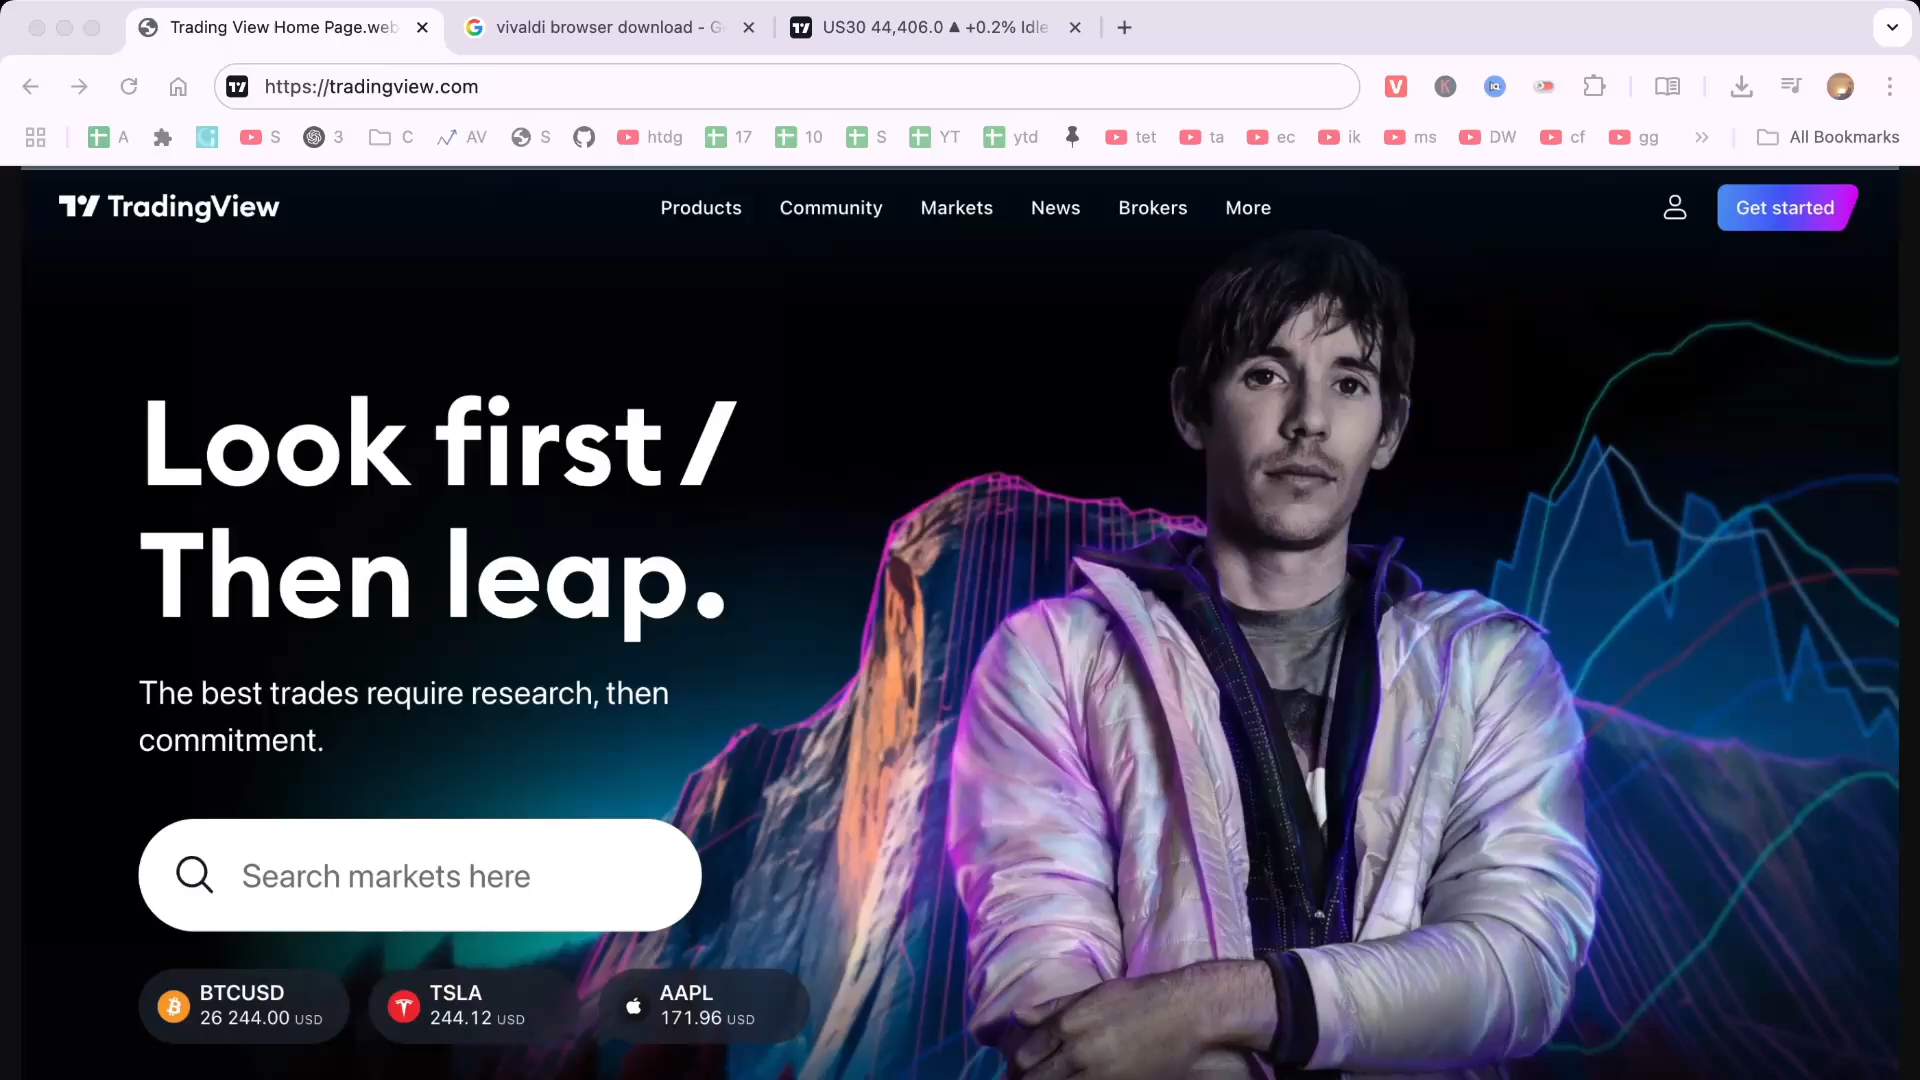 Trading View Home Page.web
vivaldi browser download - G
US30 44,406.0 ▲ +0.2% Idle
https://tradingview.com
A
S
3
C
AV
S
htdg
17
10
S
YT
ytd
tet
ta
ec
ik
ms
DW
cf
gg
All Bookmarks
TradingView
Products
Community
Markets
News
Brokers
More
Get started
Look first /
Then leap.
The best trades require research, then
commitment.
Search markets here
BTCUSD
26 244.00 USD
TSLA
244.12 USD
AAPL
171.96 USD